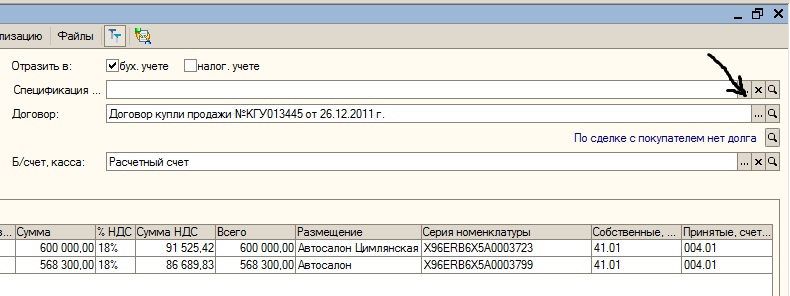 лизацию Файлы
Отразить в: бух. учете налог. учете
Спецификация ...
Договор: Договор купли продажи №КГУ013445 от 26.12.2011 г.
По сделке с покупателем нет долга
Б/счет, касса: Расчетный счет
в... Сумма % НДС Сумма НДС Всего Размещение Серия номенклатуры Собственные, ... Принятые, счет...
600 000,00 18% 91 525,42 600 000,00 Автосалон Цимлянская X96ERB6X5A0003723 41.01 004.01
568 300,00 18% 86 689,83 568 300,00 Автосалон X96ERB6X5A0003799 41.01 004.01